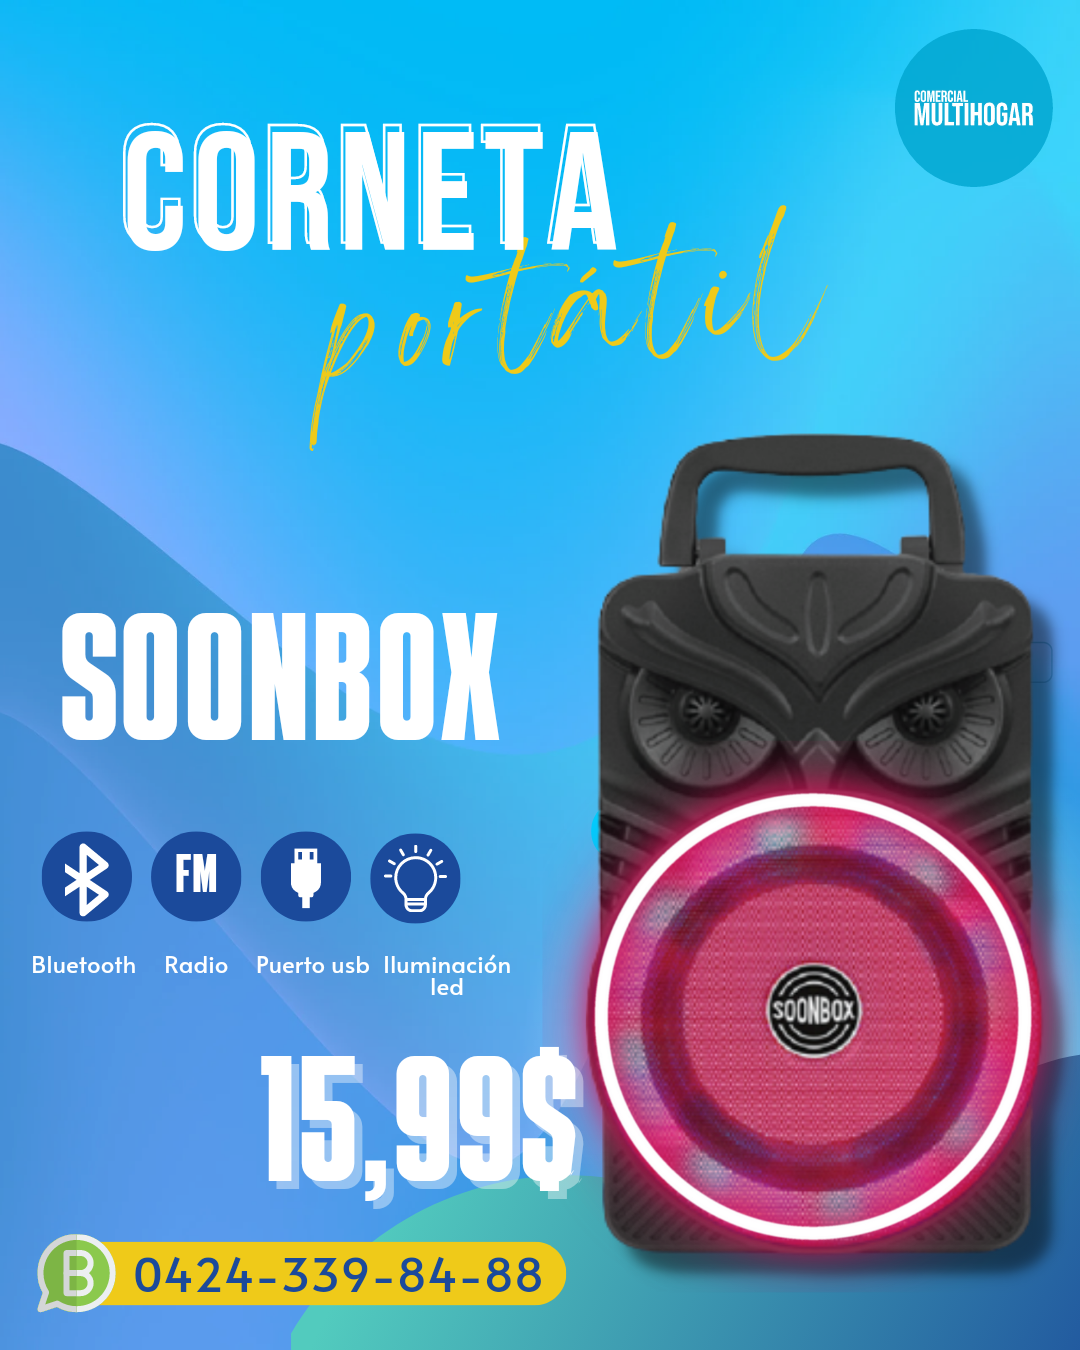 COMERCIAL
MULTIHOGAR
CORNETA
portátil
SOONBOX
FM
Bluetooth Radio Puerto usb Iluminación
led
SOONBOX
15,99$
B 0424-339-84-88